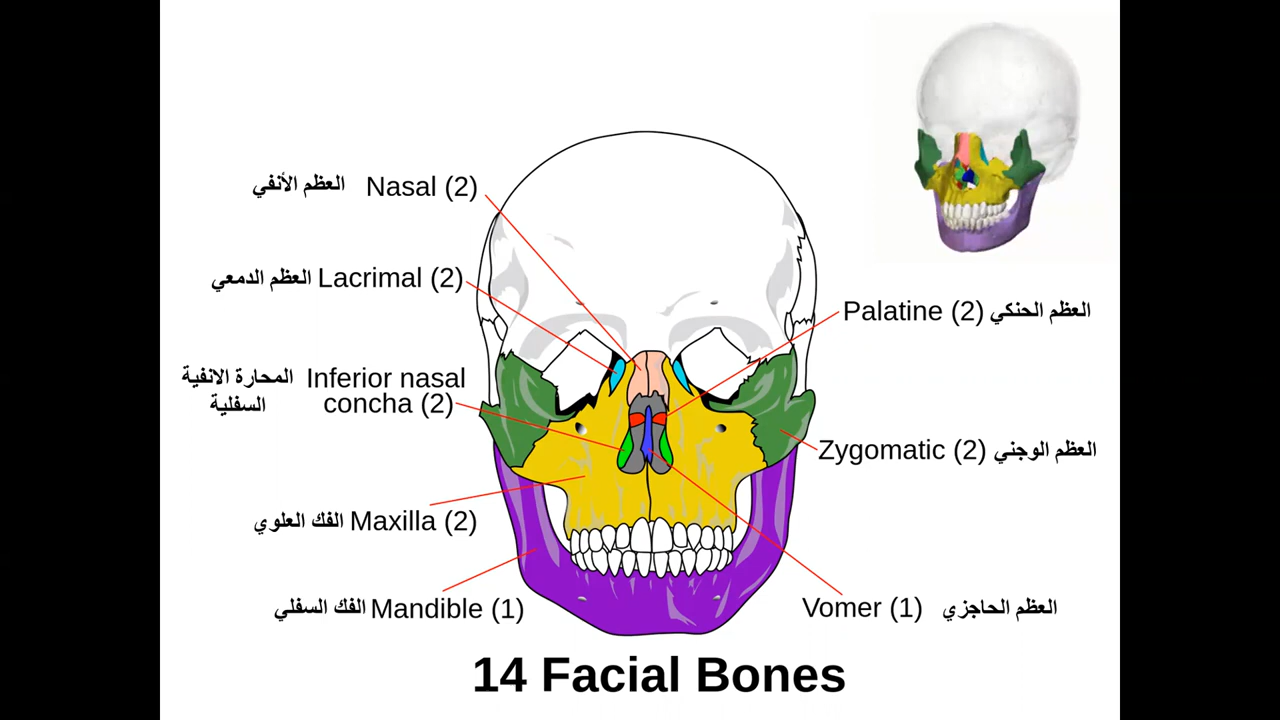 العظم الأنفي Nasal (2)
العظم الدمعي Lacrimal (2)
Palatine (2) العظم الحنكي
المحارة الانفية Inferior nasal
السفلية concha (2)
Zygomatic (2) العظم الوجني
الفك العلوي Maxilla (2)
الفك السفلي Mandible (1)
Vomer (1) العظم الحاجزي
14 Facial Bones